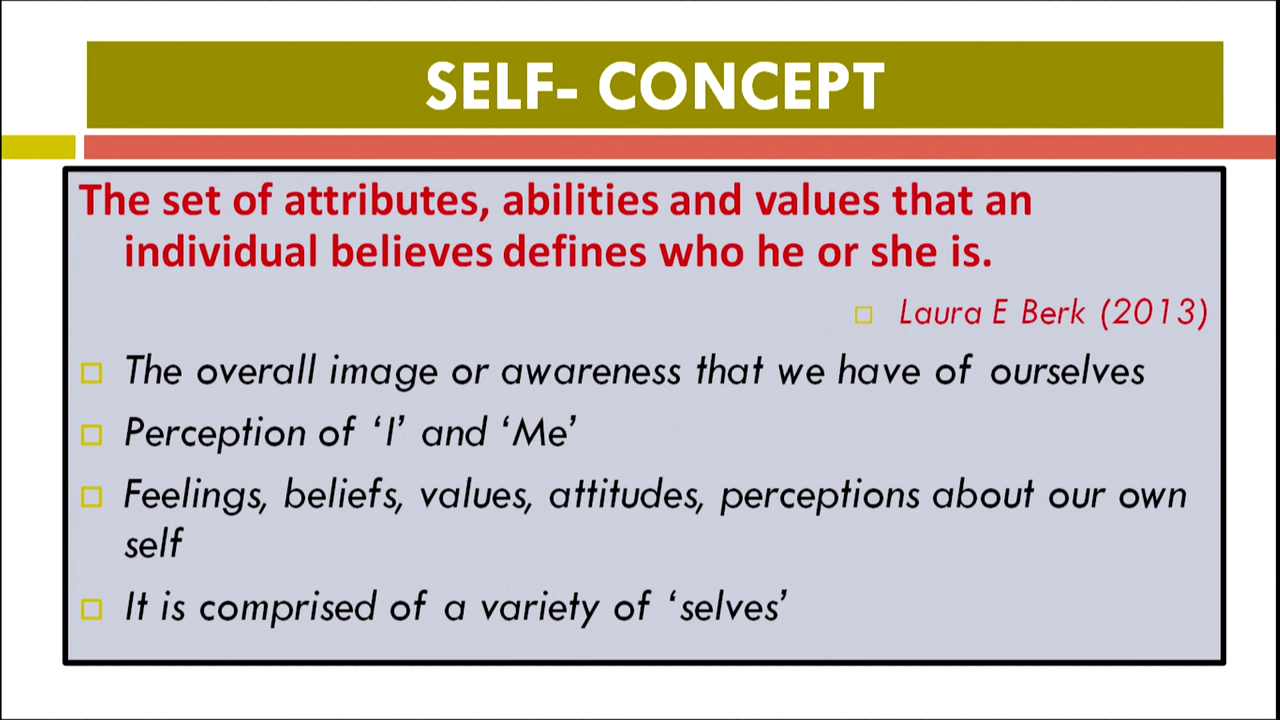 SELF- CONCEPT
The set of attributes, abilities and values that an
individual believes defines who he or she is.
Laura E Berk (2013)
The overall image or awareness that we have of ourselves
Perception of ‘I’ and ‘Me’
Feelings, beliefs, values, attitudes, perceptions about our own
self
It is comprised of a variety of ‘selves’